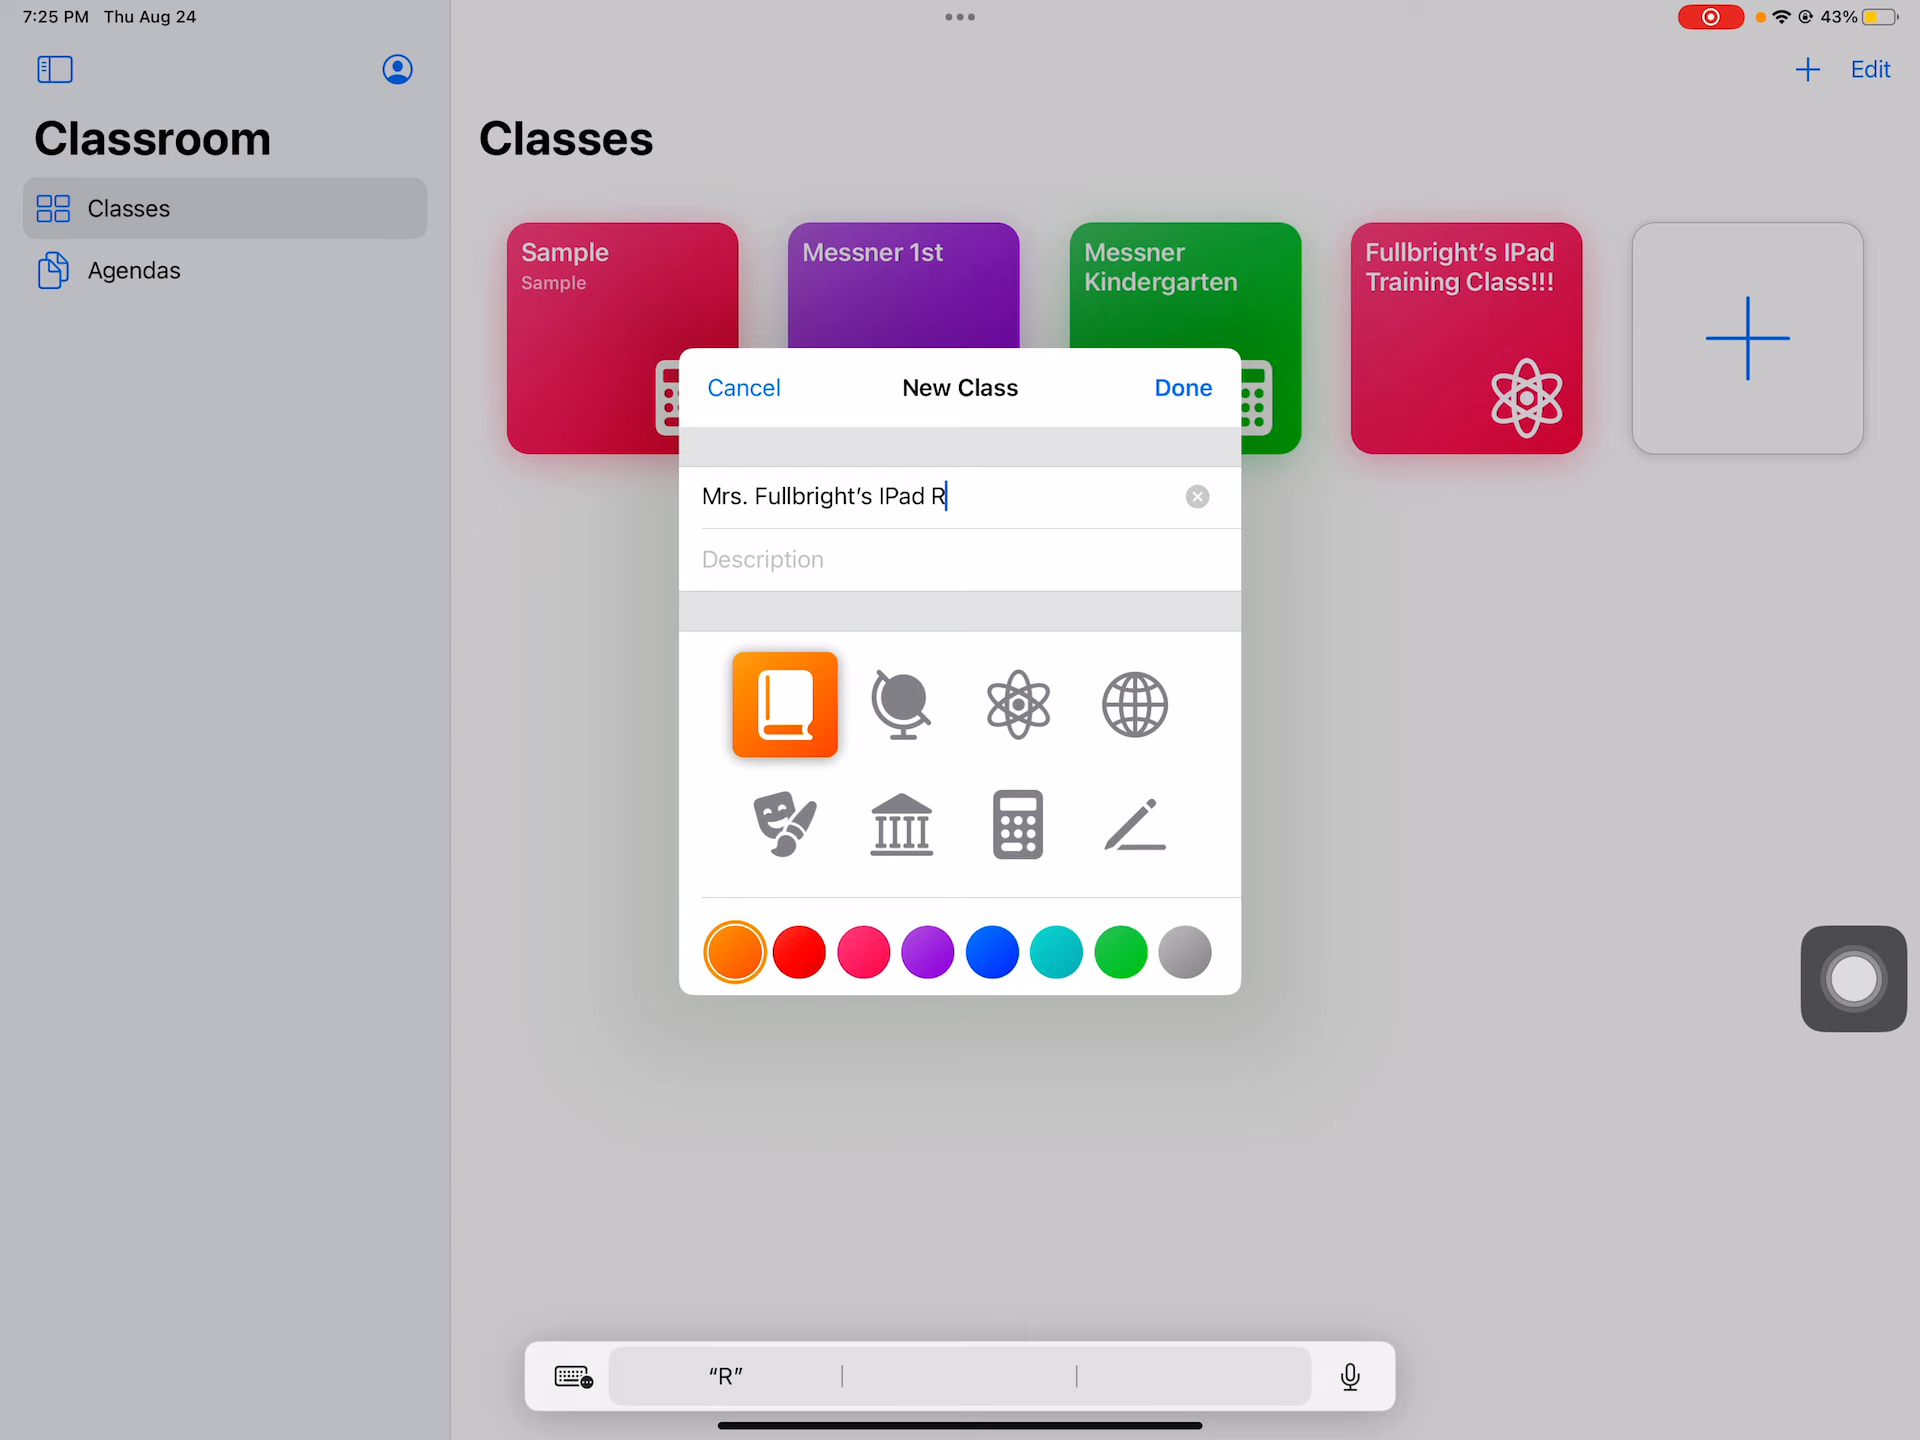 7:25 PM Thu Aug 24
43%
Edit
Classroom
Classes
Agendas
Classes
Sample
Sample
Messner 1st
Messner
Kindergarten
Fullbright’s IPad
Training Class!!!
Cancel
New Class
Done
Mrs. Fullbright’s IPad R
Description
“R”